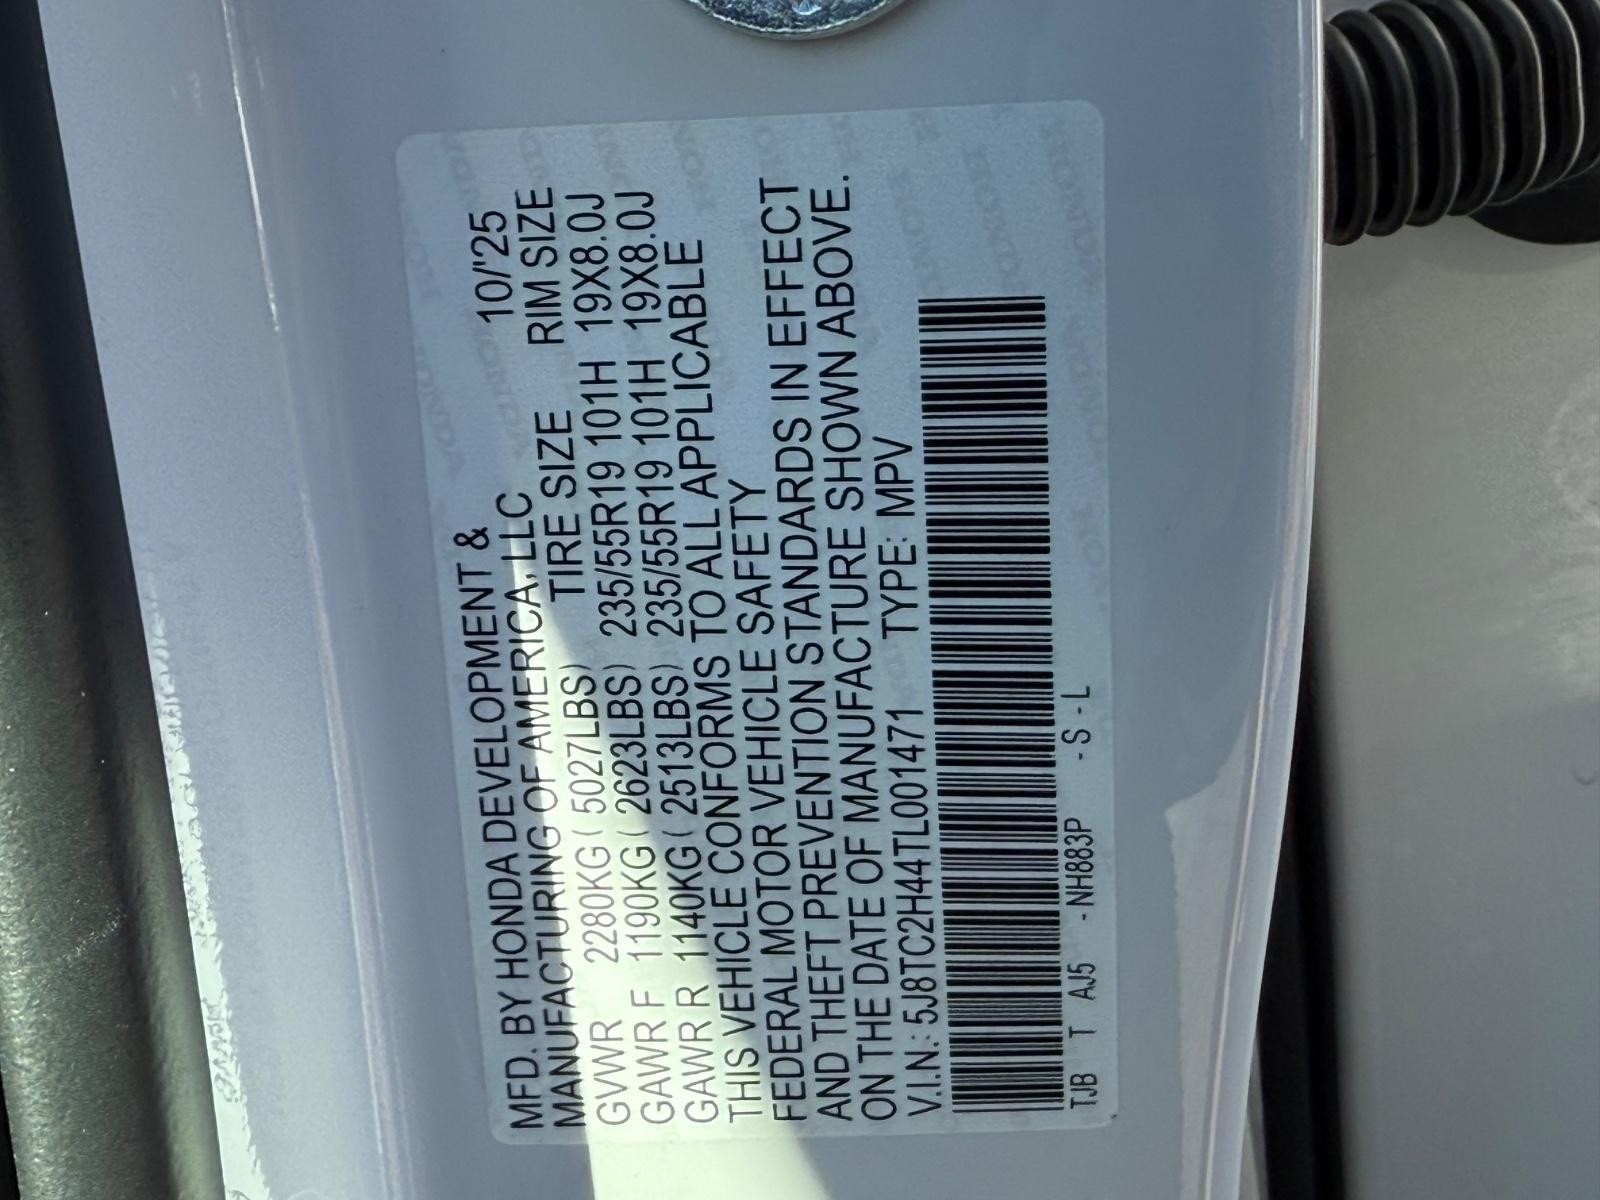 MFD. BY HONDA DEVELOPMENT & 10/'25
MANUFACTURING OF AMERICA, LLC
TIRE SIZE RIM SIZE
GVWR 2280KG ( 5027LBS)
GAWR F 1190KG ( 2623LBS) 235/55R19 101H 19X8.0J
GAWR R 1140KG ( 2513LBS) 235/55R19 101H 19X8.0J
THIS VEHICLE CONFORMS TO ALL APPLICABLE
FEDERAL MOTOR VEHICLE SAFETY
AND THEFT PREVENTION STANDARDS IN EFFECT
ON THE DATE OF MANUFACTURE SHOWN ABOVE.
V.I.N.: 5J8TC2H44TL001471 TYPE: MPV
TJB T AJ5 -NH883P -S-L